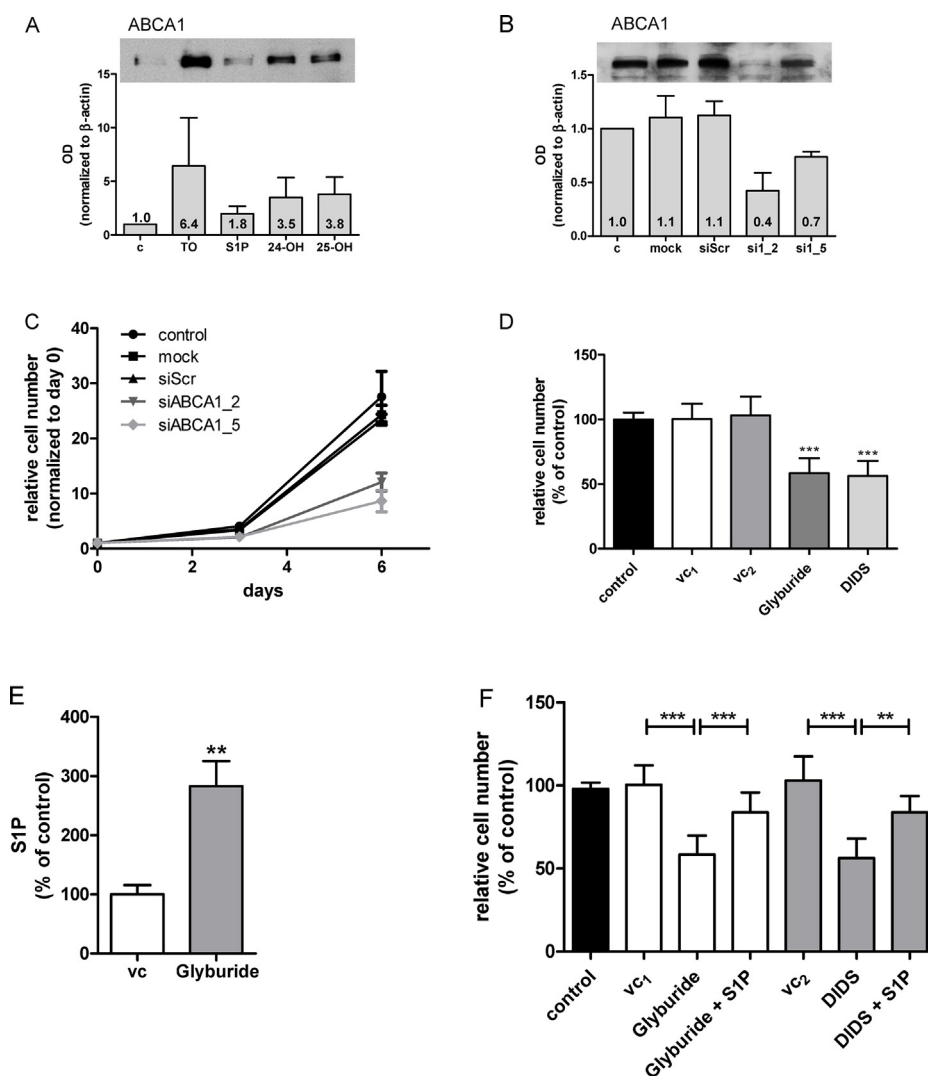 A
ABCA1
15
10
5
0
OD
(normalized to β-actin)
1.0
6.4
1.8
3.5
3.8
c
TO
S1P
24-OH
25-OH
B
ABCA1
1.5
1.0
0.5
0.0
OD
(normalized to β-actin)
1.0
1.1
1.1
0.4
0.7
c
mock
siScr
si1_2
si1_5
C
40
30
20
10
0
relative cell number
(normalized to day 0)
control
mock
siScr
siABCA1_2
siABCA1_5
0
2
4
6
days
D
150
100
50
0
relative cell number
(% of control)
***
***
control
vc1
vc2
Glyburide
DIDS
E
400
300
200
100
0
S1P
(% of control)
**
vc
Glyburide
F
150
100
50
0
relative cell number
(% of control)
***
***
***
**
control
vc1
Glyburide
Glyburide + S1P
vc2
DIDS
DIDS + S1P